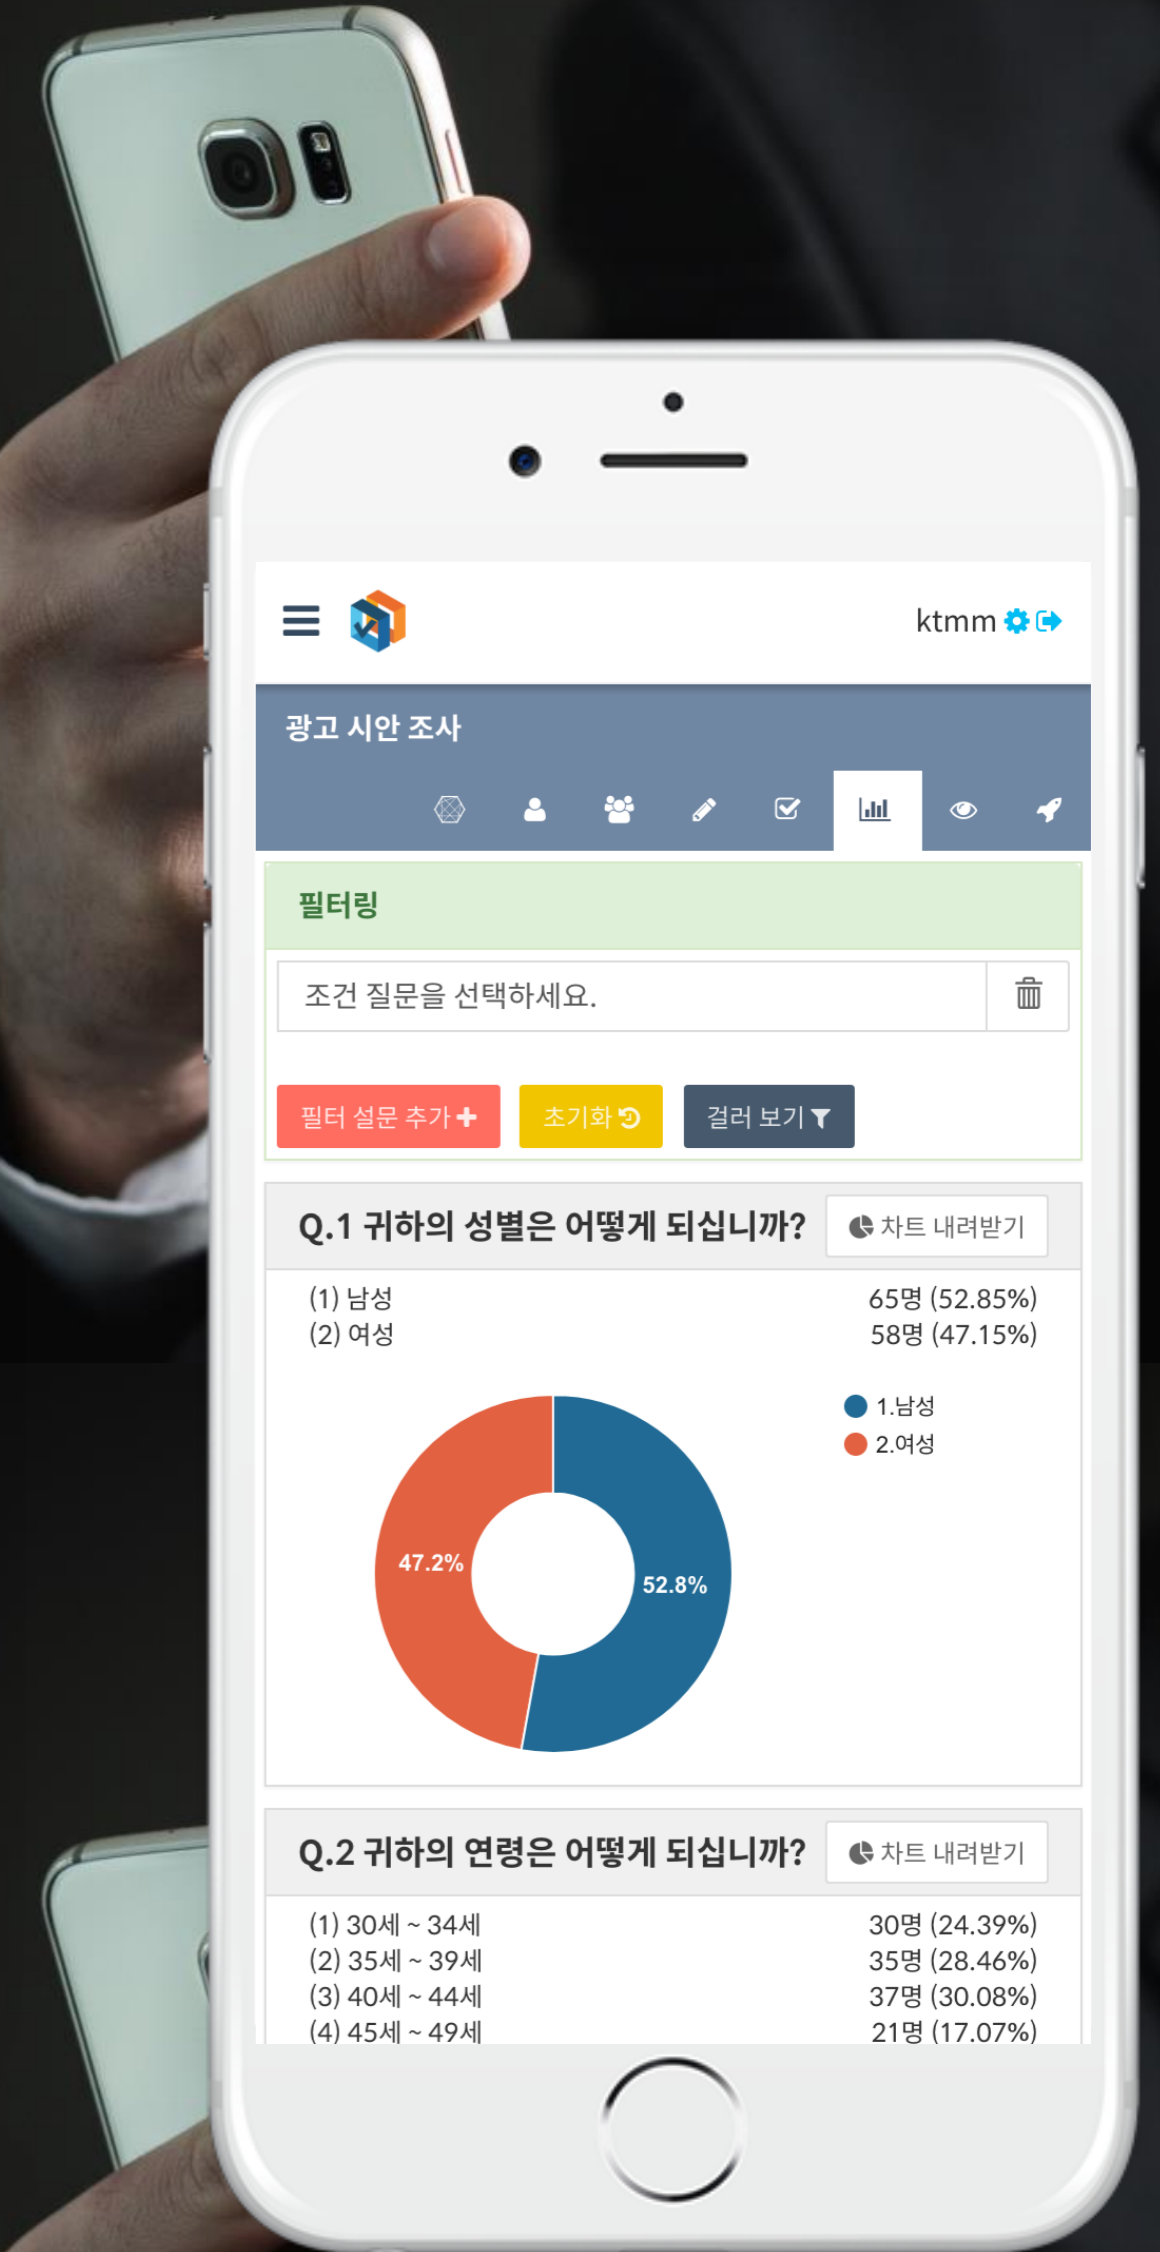 ktmm
광고 시안 조사
필터링
조건 질문을 선택하세요.
필터 설문 추가
초기화
걸러 보기
Q.1 귀하의 성별은 어떻게 되십니까?
차트 내려받기
(1) 남성 65명 (52.85%)
(2) 여성 58명 (47.15%)
1.남성
2.여성
47.2%
52.8%
Q.2 귀하의 연령은 어떻게 되십니까?
차트 내려받기
(1) 30세 ~ 34세 30명 (24.39%)
(2) 35세 ~ 39세 35명 (28.46%)
(3) 40세 ~ 44세 37명 (30.08%)
(4) 45세 ~ 49세 21명 (17.07%)